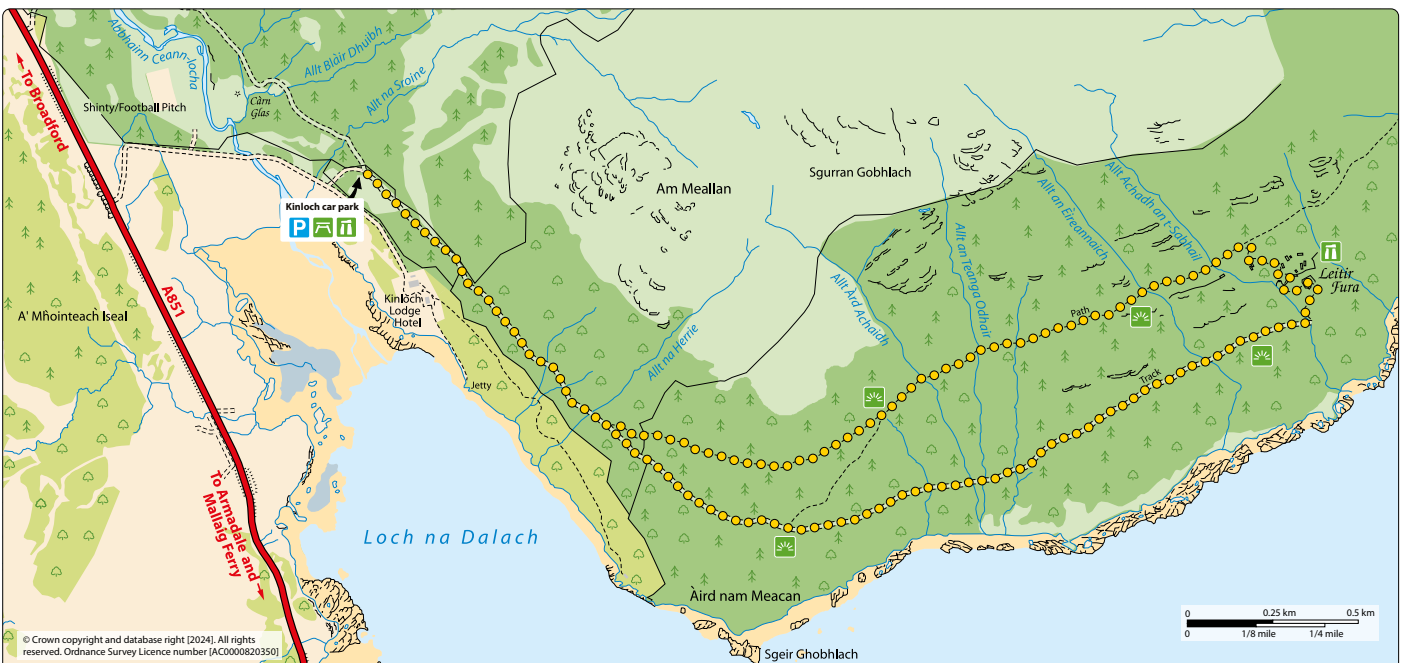 Abhainn Ceann-locha
Allt Blàir Dhuibh
Allt na Sroine
To Broadford
Shinty/Football Pitch
Càrn
Glas
Kinloch car park
P
Am Meallan
Sgurran Gobhlach
Allt an Eireannaich
Allt Achadh an t-Sabhail
Allt an Teanga Odhair
Allt Ard Achaidh
Leitir
Fura
A851
A' Mhointeach Iseal
Kinloch
Lodge
Hotel
Jetty
Allt na Herrie
Path
Track
To Armadale and
Mallaig Ferry
Loch na Dalach
Àird nam Meacan
Sgeir Ghobhlach
0 0.25 km 0.5 km
0 1/8 mile 1/4 mile
© Crown copyright and database right [2024]. All rights
reserved. Ordnance Survey Licence number [AC0000820350]